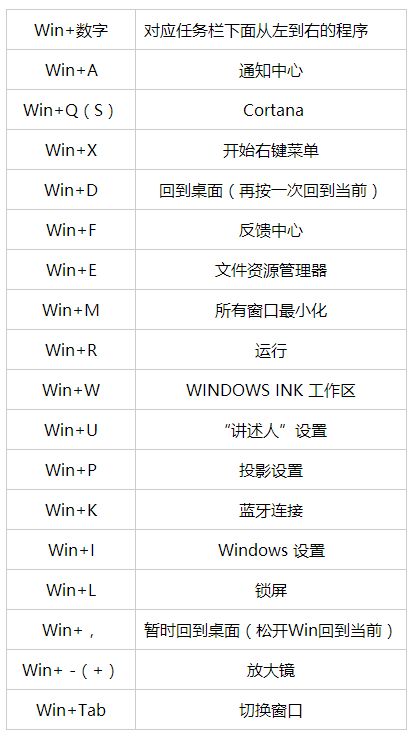 Win+数字 对应任务栏下面从左到右的程序
Win+A 通知中心
Win+Q（S） Cortana
Win+X 开始右键菜单
Win+D 回到桌面（再按一次回到当前）
Win+F 反馈中心
Win+E 文件资源管理器
Win+M 所有窗口最小化
Win+R 运行
Win+W WINDOWS INK 工作区
Win+U “讲述人”设置
Win+P 投影设置
Win+K 蓝牙连接
Win+I Windows 设置
Win+L 锁屏
Win+， 暂时回到桌面（松开Win回到当前）
Win+ -（+） 放大镜
Win+Tab 切换窗口